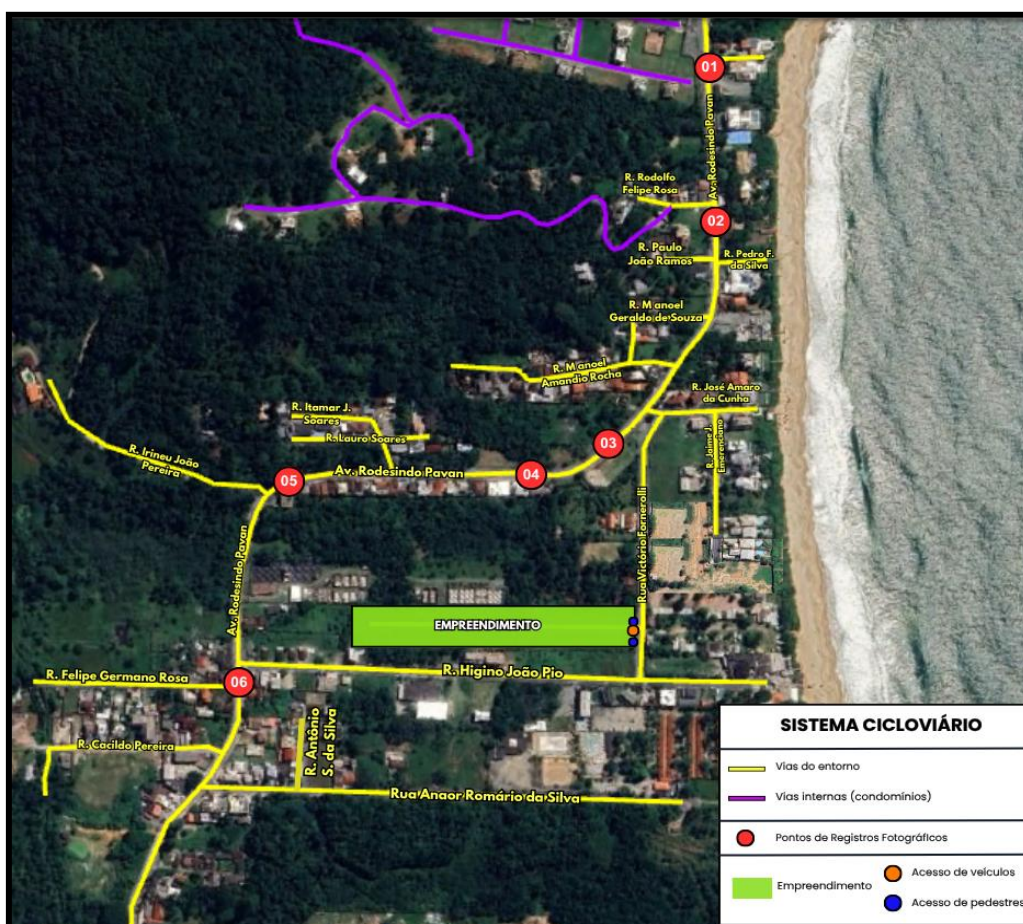 01
Av. Rodesindo Pavan
R. Rodolfo
Felipe Rosa
02
R. Paulo
João Ramos
R. Pedro F.
da Silva
R. Manoel
Geraldo de Souza
R. Manoel
Amandio Rocha
R. José Amaro
da Cunha
R. Itamar J.
Soares
R. Lauro Soares
R. Jaime J.
Emerenciano
03
R. Irineu João
Pereira
Av. Rodesindo Pavan
04
05
Rua Victório Fornerolli
Av. Rodesindo Pavan
EMPREENDIMENTO
R. Higino João Pio
R. Felipe Germano Rosa
06
R. Antônio
S. da Silva
R. Cacildo Pereira
Rua Anaor Romário da Silva
SISTEMA CICLOVIÁRIO
Vias do entorno
Vias internas (condomínios)
Pontos de Registros Fotográficos
Empreendimento
Acesso de veículos
Acesso de pedestres